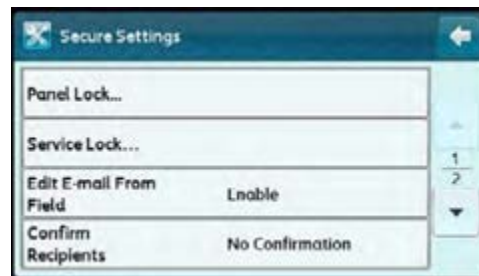 Secure Settings
Panel Lock...
Service Lock...
Edit E-mail From
Field
Enable
Confirm
Recipients
No Confirmation
1
2